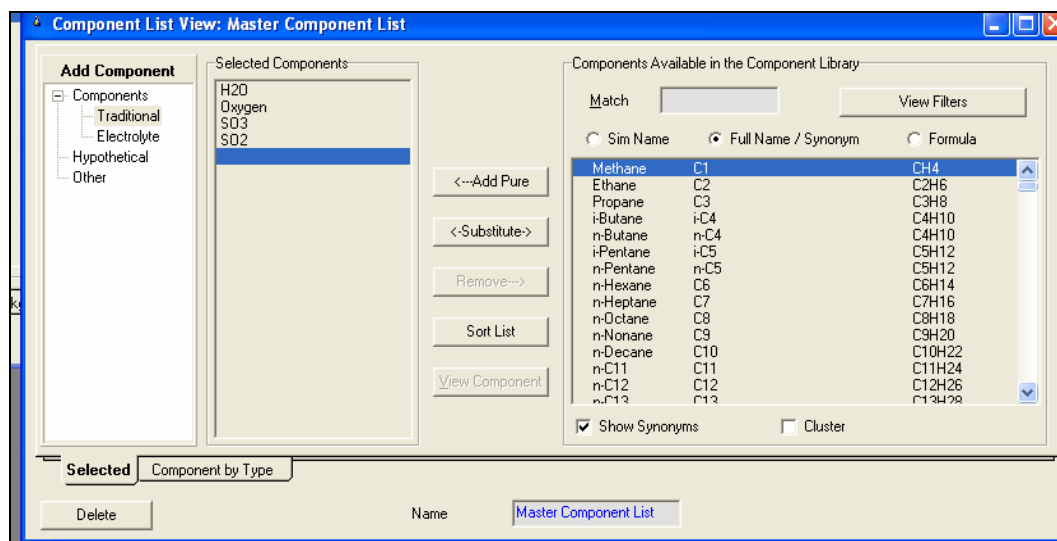 Component List View: Master Component List
Add Component
Components
Traditional
Electrolyte
Hypothetical
Other
Selected Components
H2O
Oxygen
SO3
SO2
<---Add Pure
<-Substitute->
Remove--->
Sort List
View Component
Components Available in the Component Library
Match
View Filters
Sim Name Full Name / Synonym Formula
Methane C1 CH4
Ethane C2 C2H6
Propane C3 C3H8
i-Butane i-C4 C4H10
n-Butane n-C4 C4H10
i-Pentane i-C5 C5H12
n-Pentane n-C5 C5H12
n-Hexane C6 C6H14
n-Heptane C7 C7H16
n-Octane C8 C8H18
n-Nonane C9 C9H20
n-Decane C10 C10H22
n-C11 C11 C11H24
n-C12 C12 C12H26
n-C13 C13 C13H28
Show Synonyms Cluster
Selected Component by Type
Delete Name Master Component List